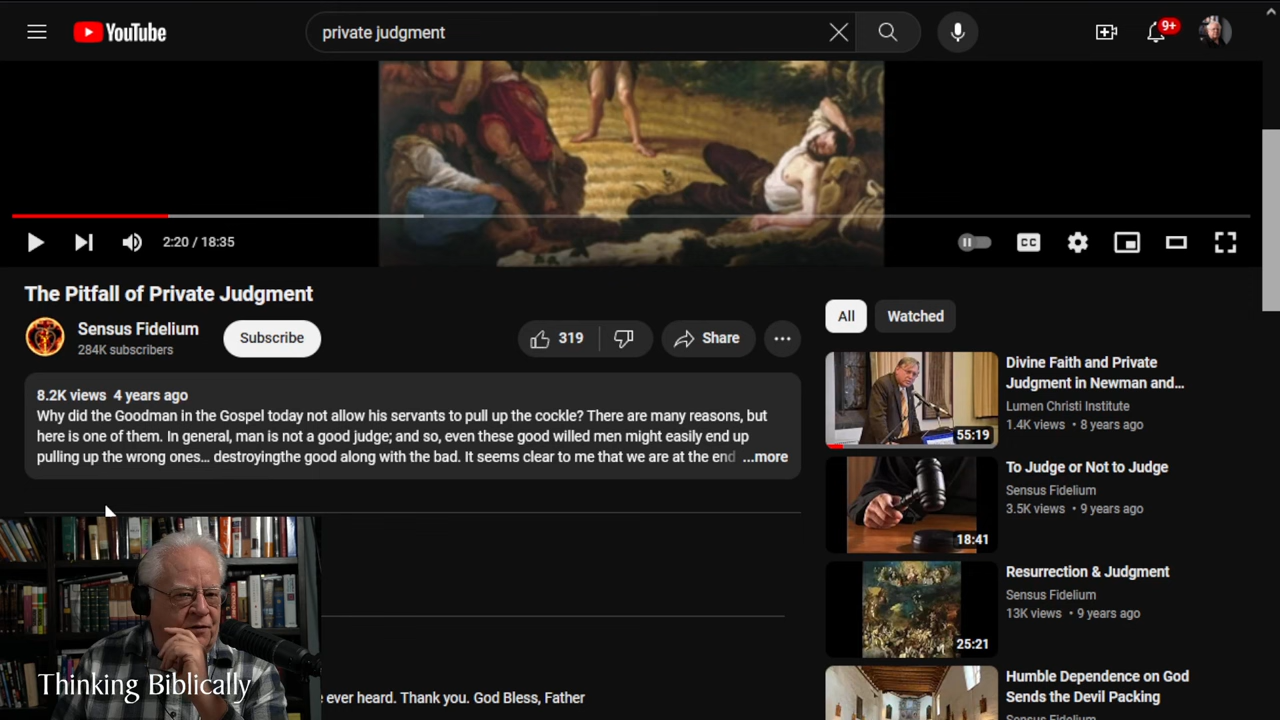 YouTube
private judgment
9+
2:20 / 18:35
CC
The Pitfall of Private Judgment
Sensus Fidelium
284K subscribers
Subscribe
319
Share
8.2K views 4 years ago
Why did the Goodman in the Gospel today not allow his servants to pull up the cockle? There are many reasons, but
here is one of them. In general, man is not a good judge; and so, even these good willed men might easily end up
pulling up the wrong ones... destroyingthe good along with the bad. It seems clear to me that we are at the end ...more
All
Watched
55:19
Divine Faith and Private
Judgment in Newman and...
Lumen Christi Institute
1.4K views • 8 years ago
18:41
To Judge or Not to Judge
Sensus Fidelium
3.5K views • 9 years ago
25:21
Resurrection & Judgment
Sensus Fidelium
13K views • 9 years ago
Humble Dependence on God
Sends the Devil Packing
Sensus Fidelium
Thinking Biblically
ever heard. Thank you. God Bless, Father